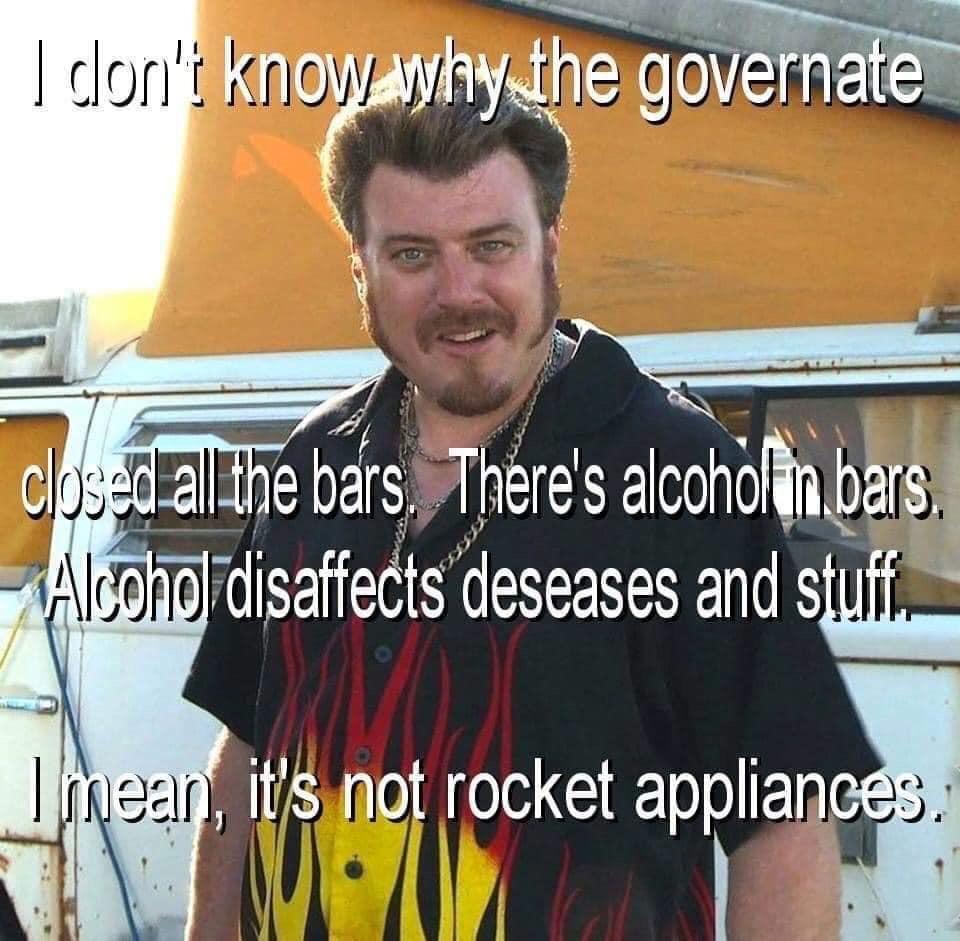 I don't know why the governate
closed all the bars. There's alcohol in bars.
Alcohol disaffects deseases and stuff.
I mean, it's not rocket appliances.